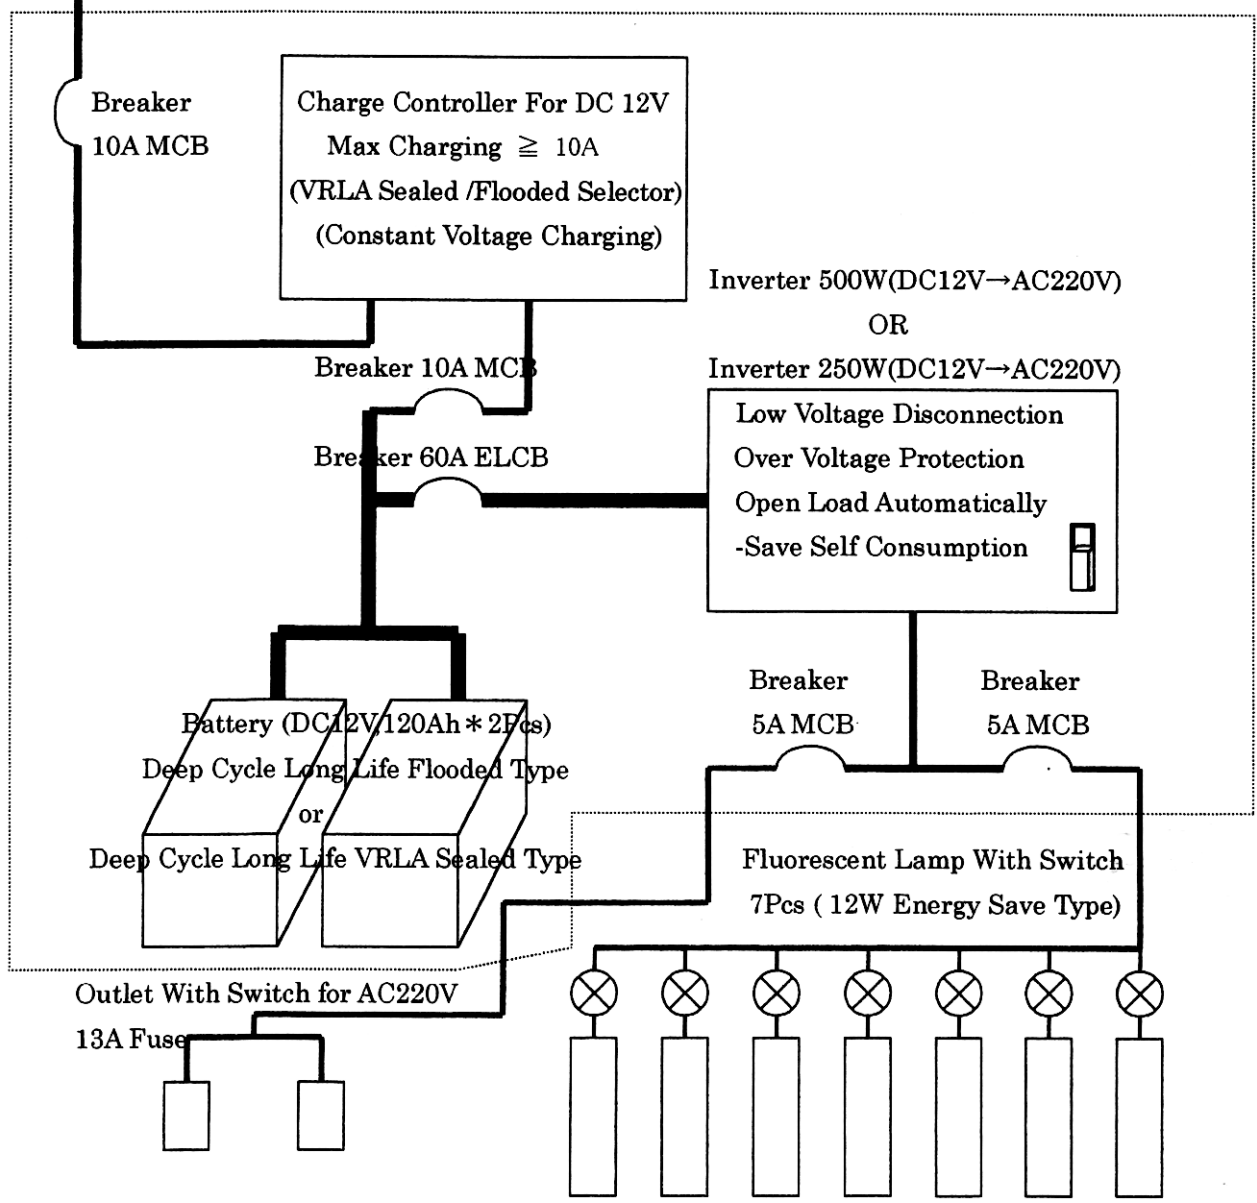 Breaker
10A MCB
Charge Controller For DC 12V
Max Charging ≧ 10A
(VRLA Sealed /Flooded Selector)
(Constant Voltage Charging)
Inverter 500W(DC12V→AC220V)
OR
Inverter 250W(DC12V→AC220V)
Breaker 10A MCB
Breaker 60A ELCB
Low Voltage Disconnection
Over Voltage Protection
Open Load Automatically
-Save Self Consumption
Breaker
5A MCB
Breaker
5A MCB
Battery (DC12V,120Ah*2Pcs)
Deep Cycle Long Life Flooded Type
or
Deep Cycle Long Life VRLA Sealed Type
Fluorescent Lamp With Switch
7Pcs ( 12W Energy Save Type)
Outlet With Switch for AC220V
13A Fuse